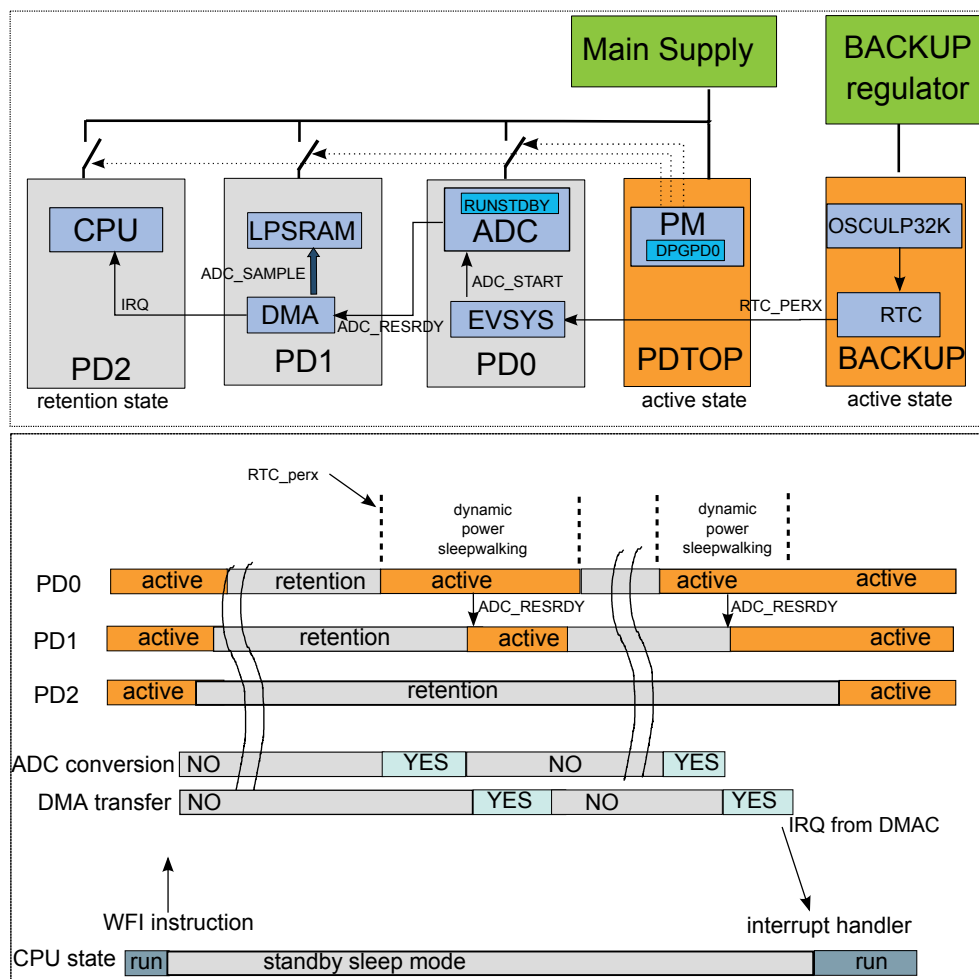 Main Supply
BACKUP
regulator
CPU
IRQ
PD2
retention state
LPSRAM
ADC_SAMPLE
DMA
PD1
ADC_RESRDY
RUNSTDBY
ADC
ADC_START
EVSYS
PD0
PM
DPGPD0
PDTOP
active state
RTC_PERX
OSCULP32K
RTC
BACKUP
active state
RTC_perx
dynamic
power
sleepwalking
dynamic
power
sleepwalking
PD0 active retention active active active
ADC_RESRDY ADC_RESRDY
PD1 active retention active active
PD2 active retention active
ADC conversion NO YES NO YES
DMA transfer NO YES NO YES
IRQ from DMAC
WFI instruction interrupt handler
CPU state run standby sleep mode run